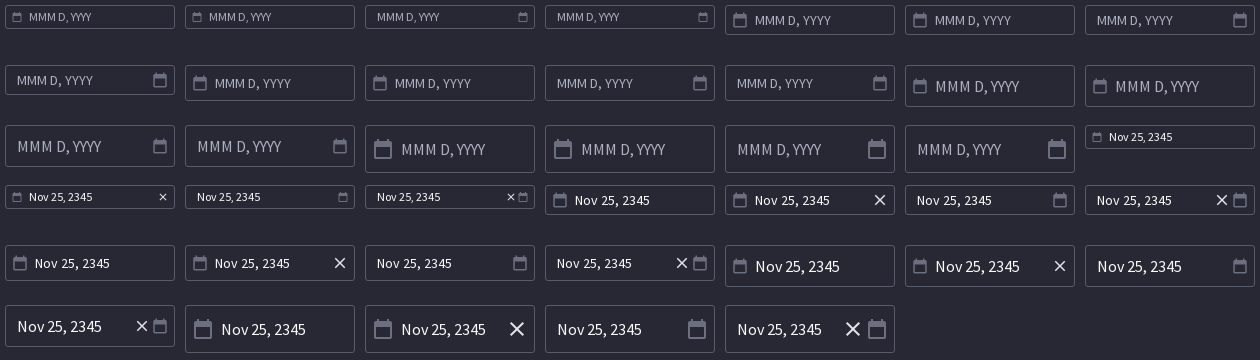 MMM D, YYYY MMM D, YYYY MMM D, YYYY MMM D, YYYY MMM D, YYYY MMM D, YYYY MMM D, YYYY
MMM D, YYYY MMM D, YYYY MMM D, YYYY MMM D, YYYY MMM D, YYYY MMM D, YYYY MMM D, YYYY
MMM D, YYYY MMM D, YYYY MMM D, YYYY MMM D, YYYY MMM D, YYYY MMM D, YYYY Nov 25, 2345
Nov 25, 2345 Nov 25, 2345 Nov 25, 2345 Nov 25, 2345 Nov 25, 2345 Nov 25, 2345 Nov 25, 2345
Nov 25, 2345 Nov 25, 2345 Nov 25, 2345 Nov 25, 2345 Nov 25, 2345 Nov 25, 2345 Nov 25, 2345
Nov 25, 2345 Nov 25, 2345 Nov 25, 2345 Nov 25, 2345 Nov 25, 2345